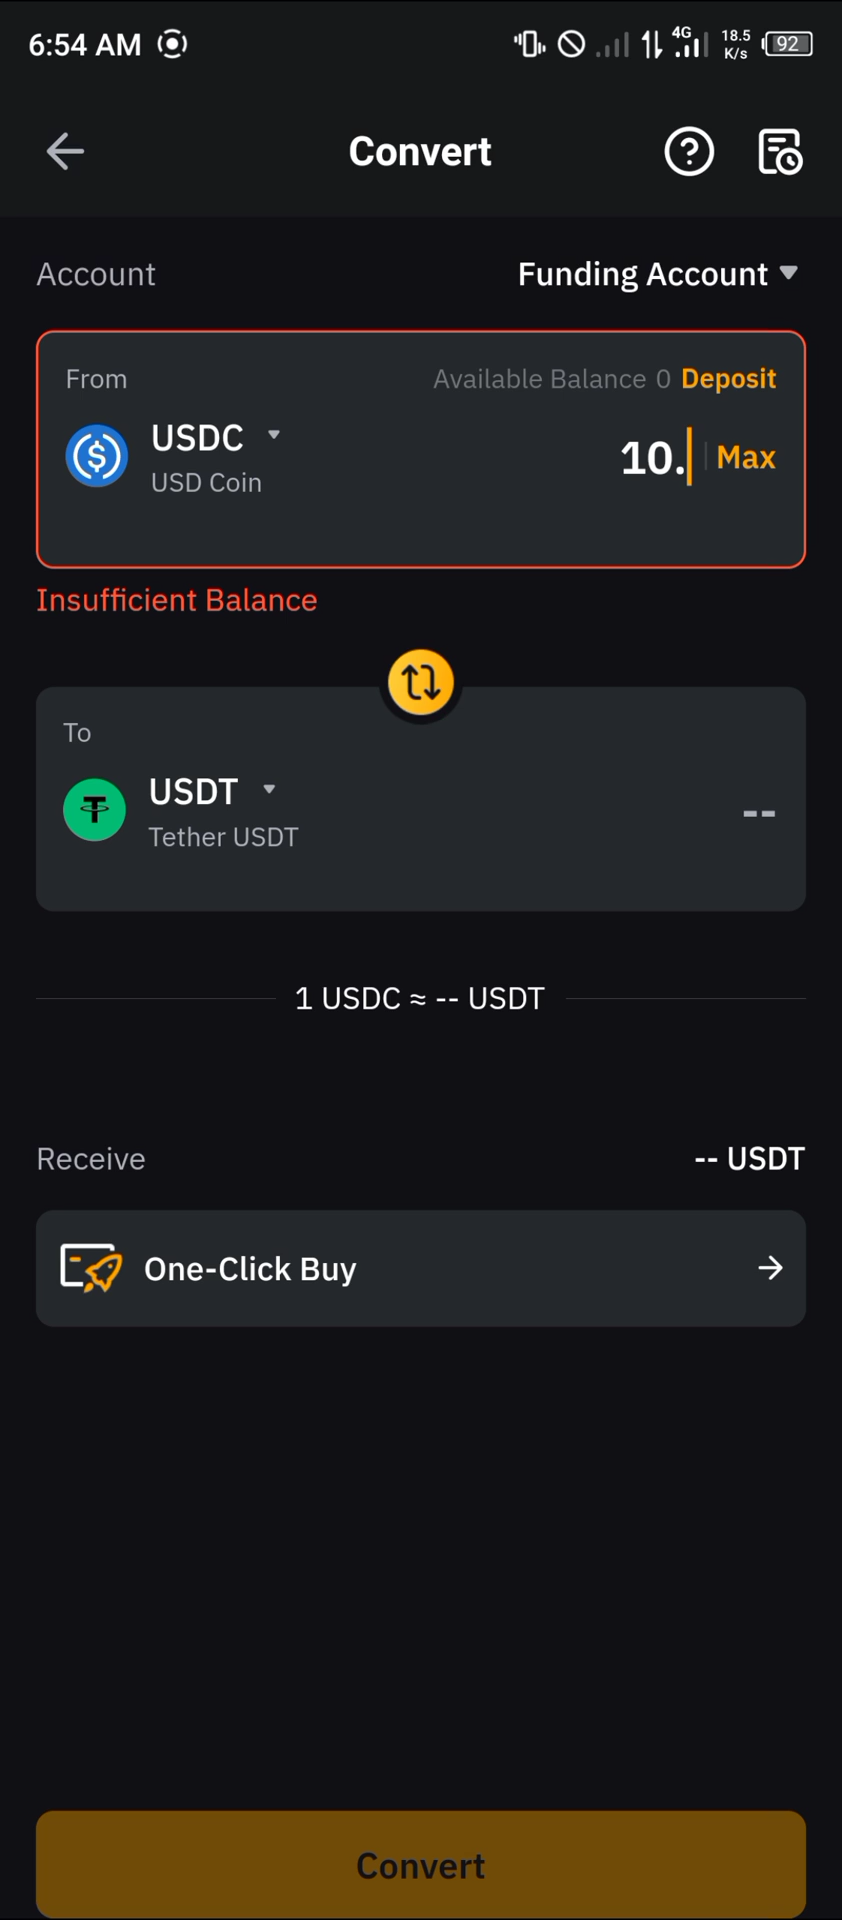 6:54 AM
4G
18.5
K/s
92
Convert
Account
Funding Account
From
Available Balance 0 Deposit
USDC
10.
Max
USD Coin
Insufficient Balance
To
USDT
--
Tether USDT
1 USDC ≈ -- USDT
Receive
-- USDT
One-Click Buy
Convert